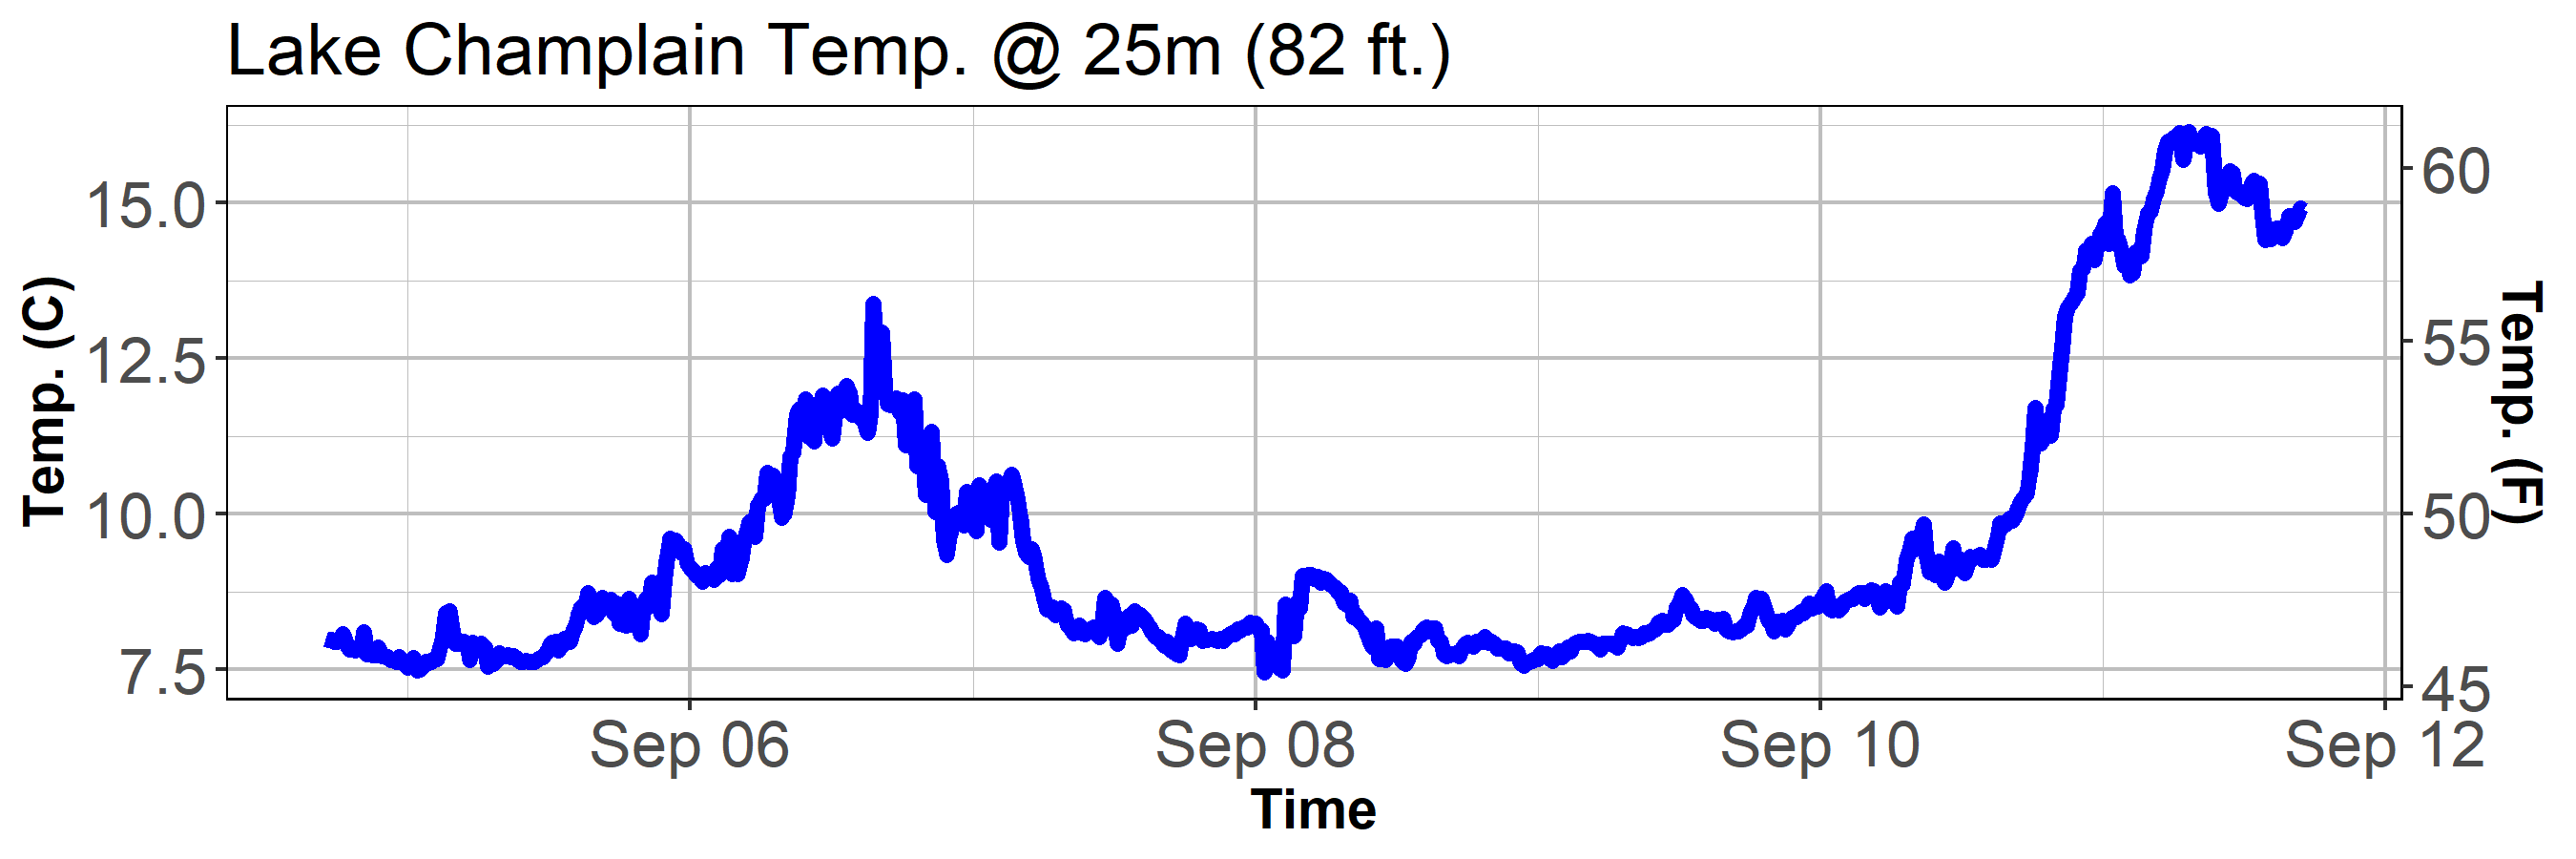 Lake Champlain Temp. @ 25m (82 ft.)
Temp. (C)
15.0
12.5
10.0
7.5
60
55
50
45
Temp. (F)
Sep 06 Sep 08 Sep 10 Sep 12
Time